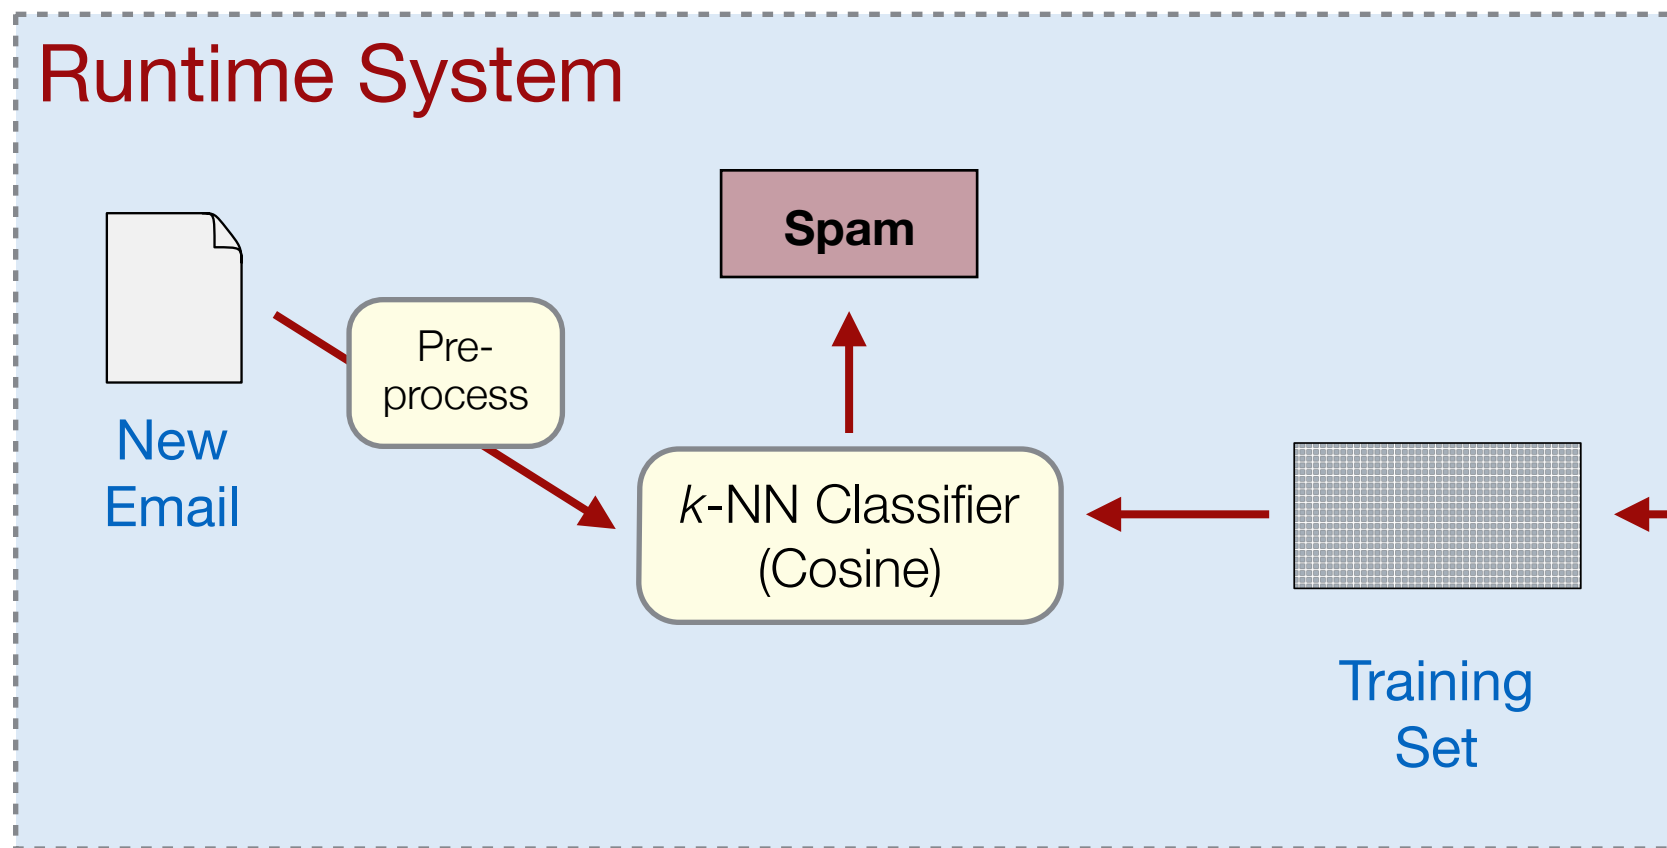 Runtime System
Spam
Pre-
process
New
Email
k-NN Classifier
(Cosine)
Training
Set